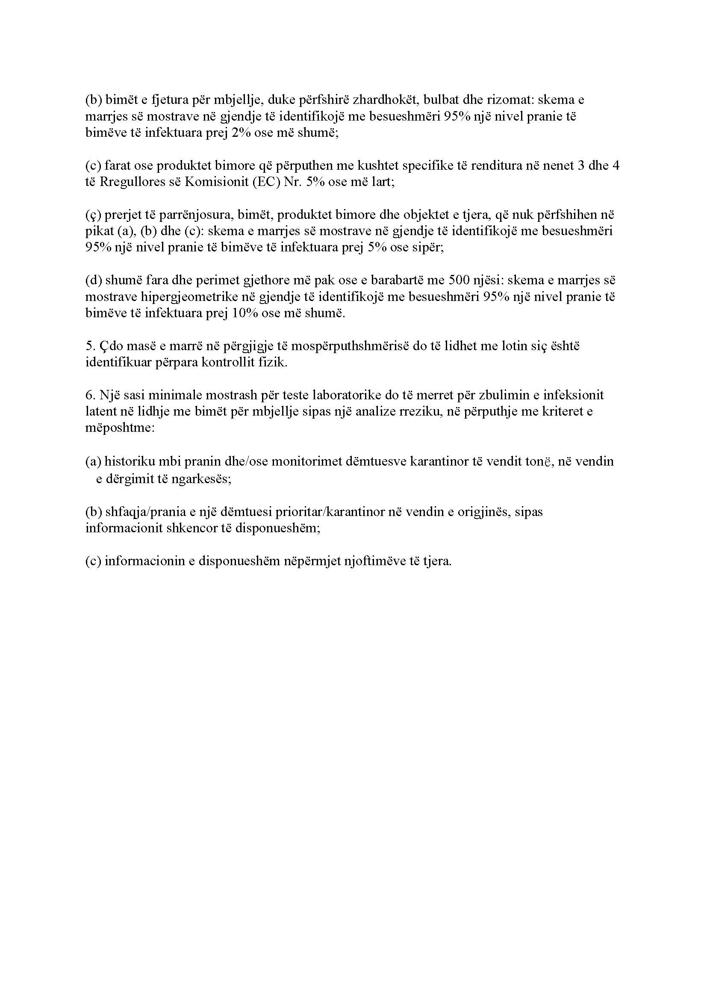 (b) bimët e fjetura për mbjellje, duke përfshirë zhardhokët, bulbat dhe rizomat: skema e
marrjes së mostrave në gjendje të identifikojë me besueshmëri 95% një nivel pranie të
bimëve të infektuara prej 2% ose më shumë;
(c) farat ose produktet bimore që përputhen me kushtet specifike të renditura në nenet 3 dhe 4
të Rregullores së Komisionit (EC) Nr. 5% ose më lart;
(ç) prerjet të parrënjosura, bimët, produktet bimore dhe objektet e tjera, që nuk përfshihen në
pikat (a), (b) dhe (c): skema e marrjes së mostrave në gjendje të identifikojë me besueshmëri
95% një nivel pranie të bimëve të infektuara prej 5% ose sipër;
(d) shumë fara dhe perimet gjethore më pak ose e barabartë me 500 njësi: skema e marrjes së
mostrave hipergjeometrike në gjendje të identifikojë me besueshmëri 95% një nivel pranie të
bimëve të infektuara prej 10% ose më shumë.
5. Çdo masë e marrë në përgjigje të mospërputhshmërisë do të lidhet me lotin siç është
identifikuar përpara kontrollit fizik.
6. Një sasi minimale mostrash për teste laboratorike do të merret për zbulimin e infeksionit
latent në lidhje me bimët për mbjellje sipas një analize rreziku, në përputhje me kriteret e
mëposhtme:
(a) historiku mbi pranin dhe/ose monitorimet dëmtuesve karantinor të vendit tonë, në vendin
e dërgimit të ngarkesës;
(b) shfaqja/prania e një dëmtuesi prioritar/karantinor në vendin e origjinës, sipas
informacionit shkencor të disponueshëm;
(c) informacionin e disponueshëm nëpërmjet njoftimëve të tjera.